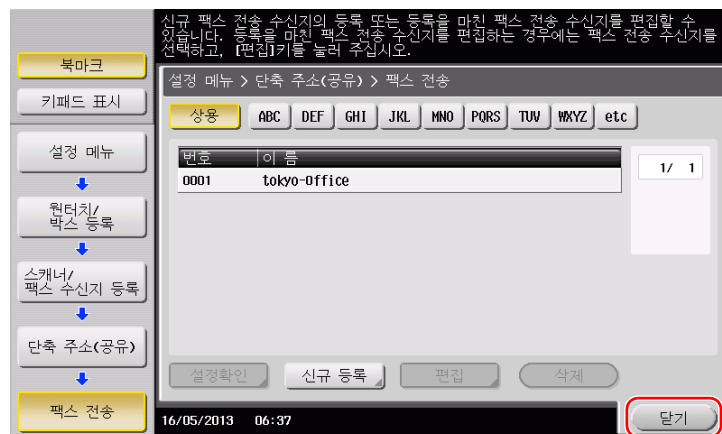 신규 팩스 전송 수신지의 등록 또는 등록을 마친 팩스 전송 수신지를 편집할 수
있습니다. 등록을 마친 팩스 전송 수신지를 편집하는 경우에는 팩스 전송 수신지를
선택하고, [편집]키를 눌러 주십시오.
북마크
키패드 표시
설정 메뉴
원터치/
박스 등록
스캐너/
팩스 수신지 등록
단축 주소(공유)
팩스 전송
설정 메뉴 > 단축 주소(공유) > 팩스 전송
상용 ABC DEF GHI JKL MNO PQRS TUV WXYZ etc
번호 이 름
0001 tokyo-Office
1/ 1
설정확인 신규 등록 편집 삭제
16/05/2013 06:37
닫기